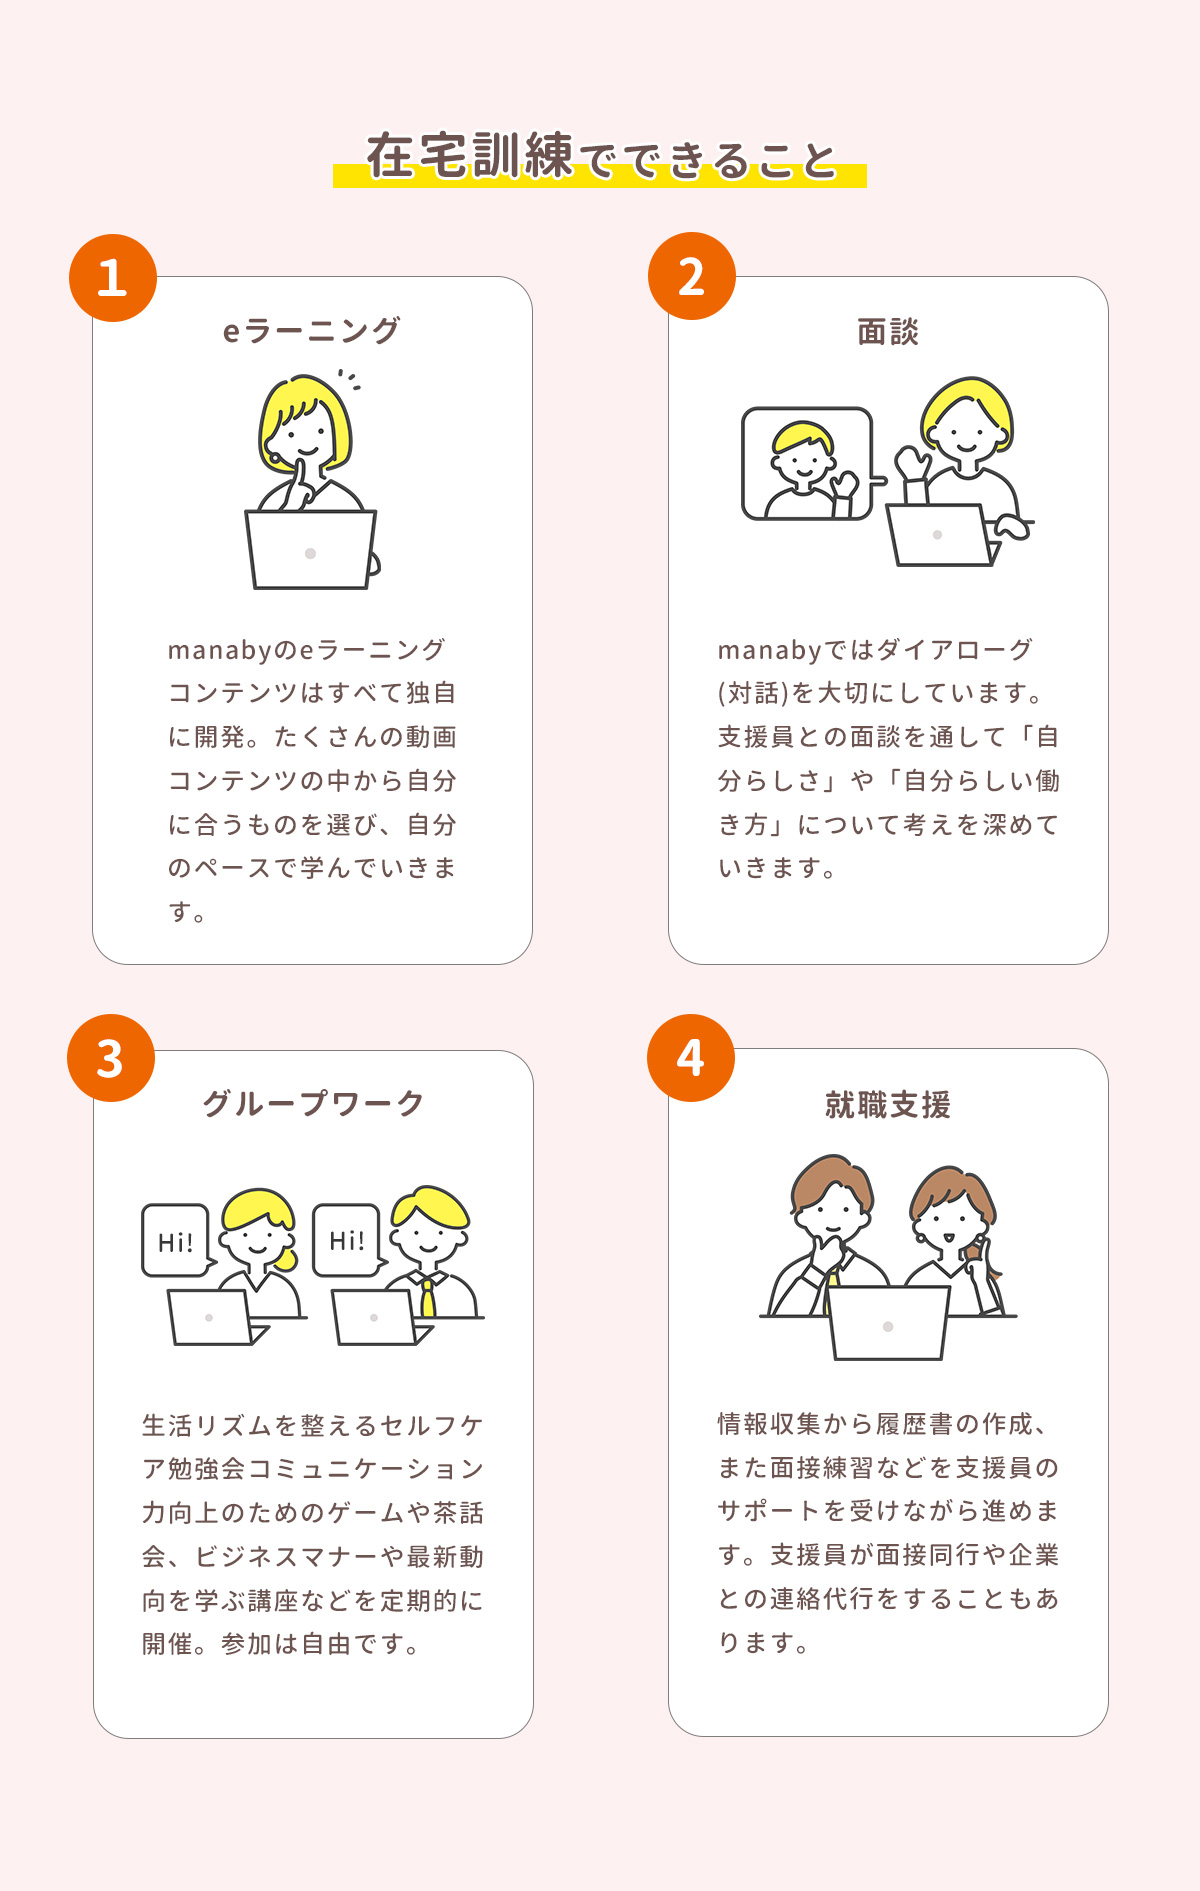 在宅訓練でできること
1
eラーニング
manabyのeラーニング
コンテンツはすべて独自
に開発。たくさんの動画
コンテンツの中から自分
に合うものを選び、自分
のペースで学んでいきま
す。
2
面談
manabyではダイアローグ
(対話)を大切にしています。
支援員との面談を通して「自
分らしさ」や「自分らしい働
き方」について考えを深めて
いきます。
3
グループワーク
Hi!
Hi!
生活リズムを整えるセルフケ
ア勉強会コミュニケーション
力向上のためのゲームや茶話
会、ビジネスマナーや最新動
向を学ぶ講座などを定期的に
開催。参加は自由です。
4
就職支援
情報収集から履歴書の作成、
また面接練習などを支援員の
サポートを受けながら進めま
す。支援員が面接同行や企業
との連絡代行をすることもあ
ります。